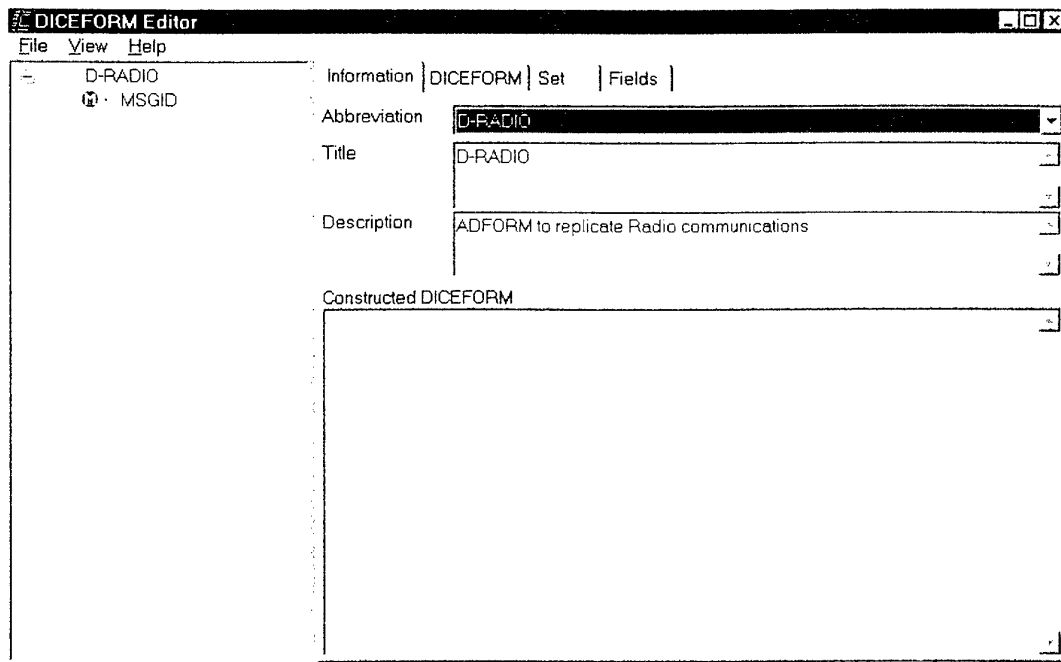 DICEFORM Editor
File View Help
D-RADIO
MSGID
Information DICEFORM Set Fields
Abbreviation D-RADIO
Title D-RADIO
Description ADFORM to replicate Radio communications
Constructed DICEFORM